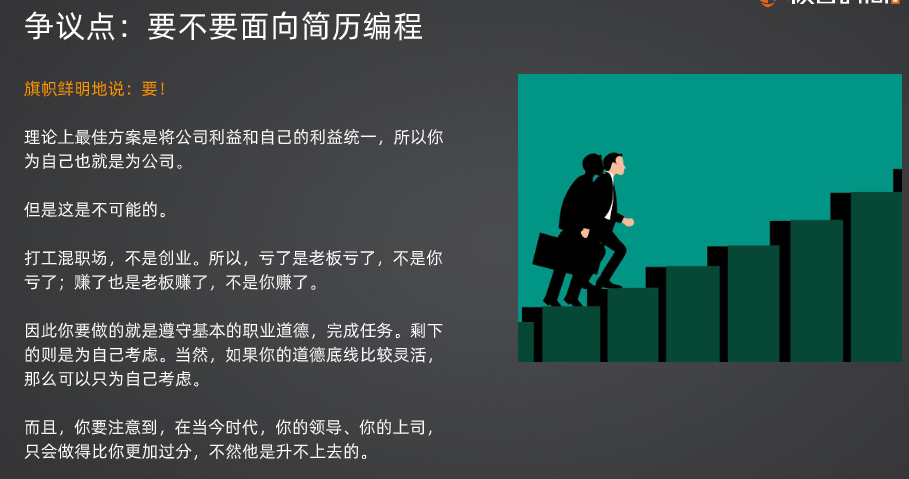 争议点：要不要面向简历编程
旗帜鲜明地说：要！
理论上最佳方案是将公司利益和自己的利益统一，所以你
为自己也就是为公司。
但是这是不可能的。
打工混职场，不是创业。所以，亏了是老板亏了，不是你
亏了；赚了也是老板赚了，不是你赚了。
因此你要做的就是遵守基本的职业道德，完成任务。剩下
的则是为自己考虑。当然，如果你的道德底线比较灵活，
那么可以只为自己考虑。
而且，你要注意到，在当今时代，你的领导、你的上司，
只会做得比你更加过分，不然他是升不上去的。